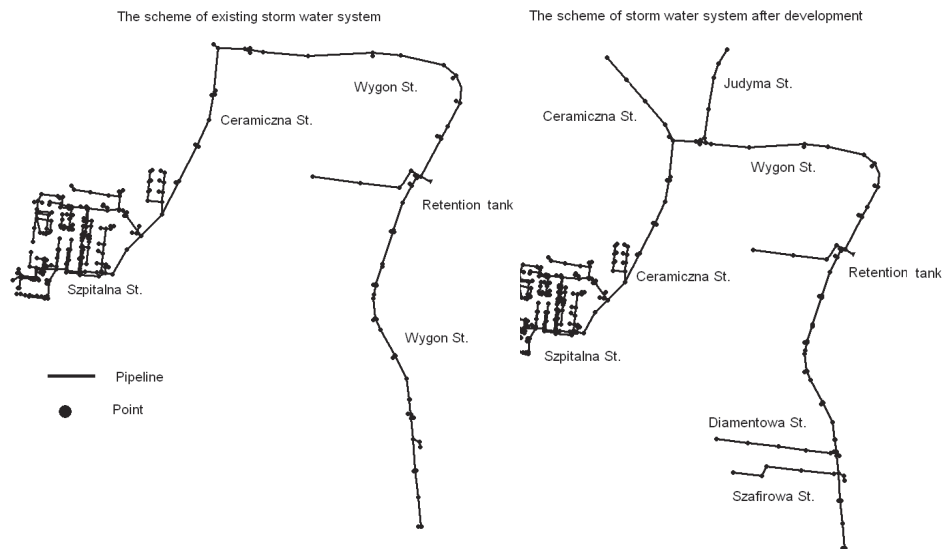 The scheme of existing storm water system
Wygon St.
Ceramiczna St.
Retention tank
Szpitalna St.
Wygon St.
Pipeline
Point
The scheme of storm water system after development
Judyma St.
Ceramiczna St.
Wygon St.
Retention tank
Ceramiczna St.
Szpitalna St.
Diamentowa St.
Szafirowa St.